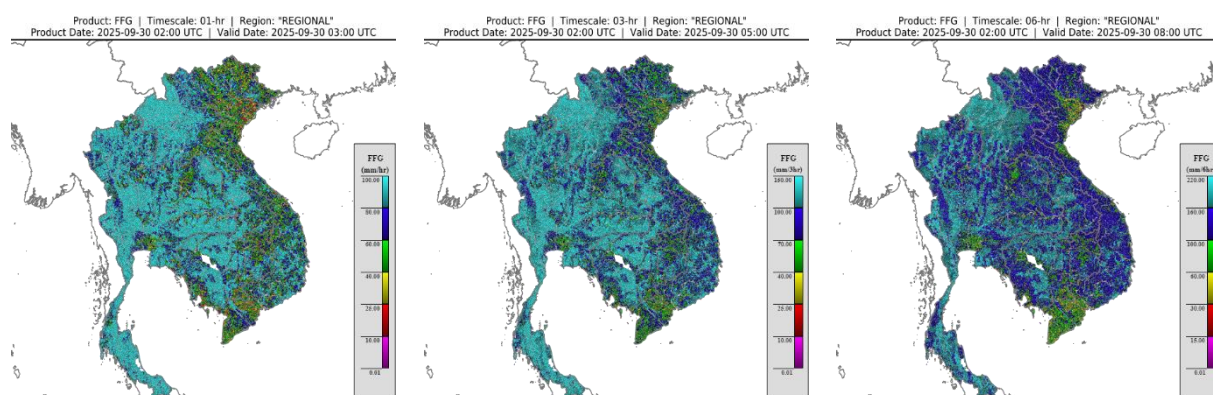 Product: FFG | Timescale: 01-hr | Region: "REGIONAL"
Product Date: 2025-09-30 02:00 UTC | Valid Date: 2025-09-30 03:00 UTC
FFG
(mm/hr)
100.00
80.00
60.00
40.00
20.00
10.00
0.01
Product: FFG | Timescale: 03-hr | Region: "REGIONAL"
Product Date: 2025-09-30 02:00 UTC | Valid Date: 2025-09-30 05:00 UTC
FFG
(mm/3hr)
180.00
100.00
70.00
40.00
20.00
10.00
0.01
Product: FFG | Timescale: 06-hr | Region: "REGIONAL"
Product Date: 2025-09-30 02:00 UTC | Valid Date: 2025-09-30 08:00 UTC
FFG
(mm/6hr)
220.00
160.00
100.00
60.00
30.00
15.00
0.01